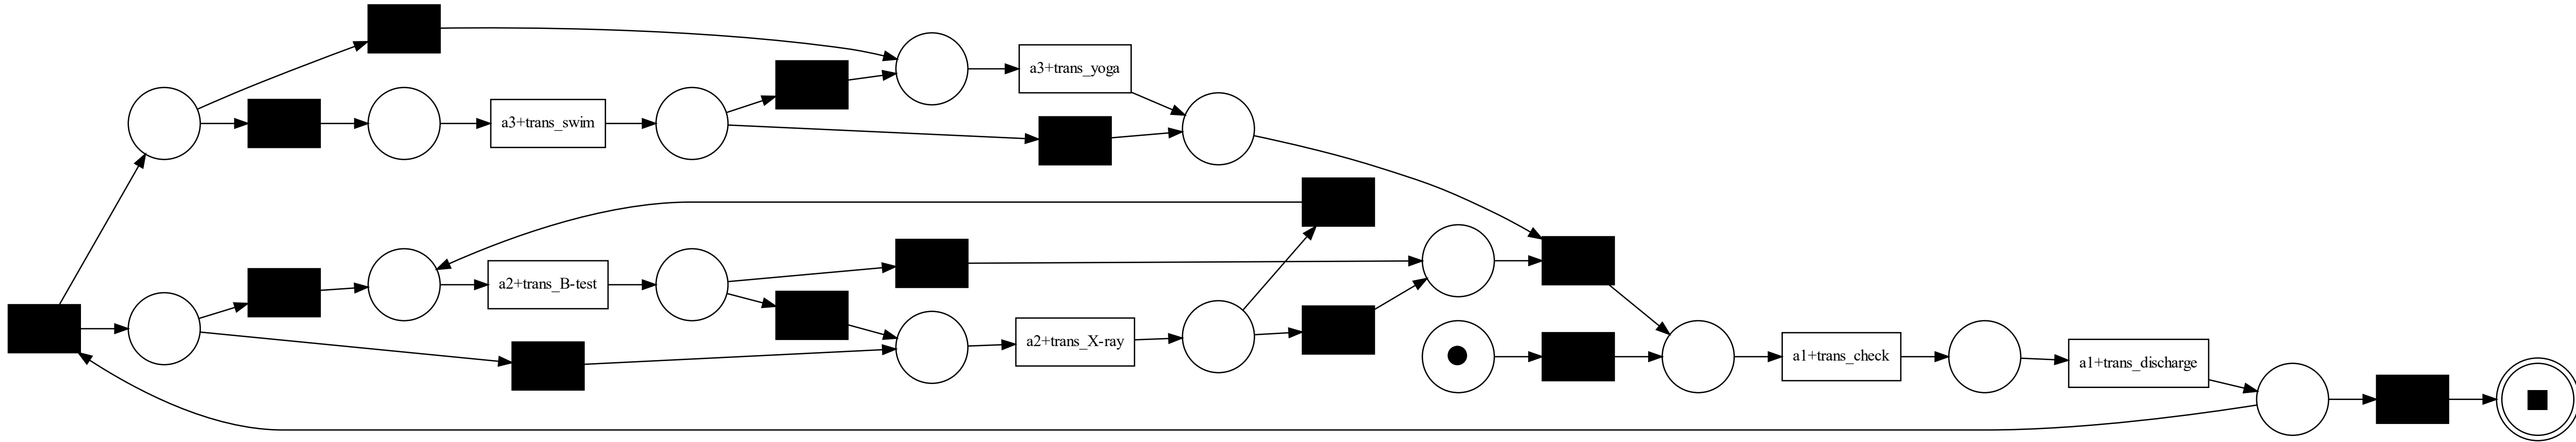 a3+trans_yoga
a3+trans_swim
a2+trans_B-test
a2+trans_X-ray
a1+trans_check
a1+trans_discharge